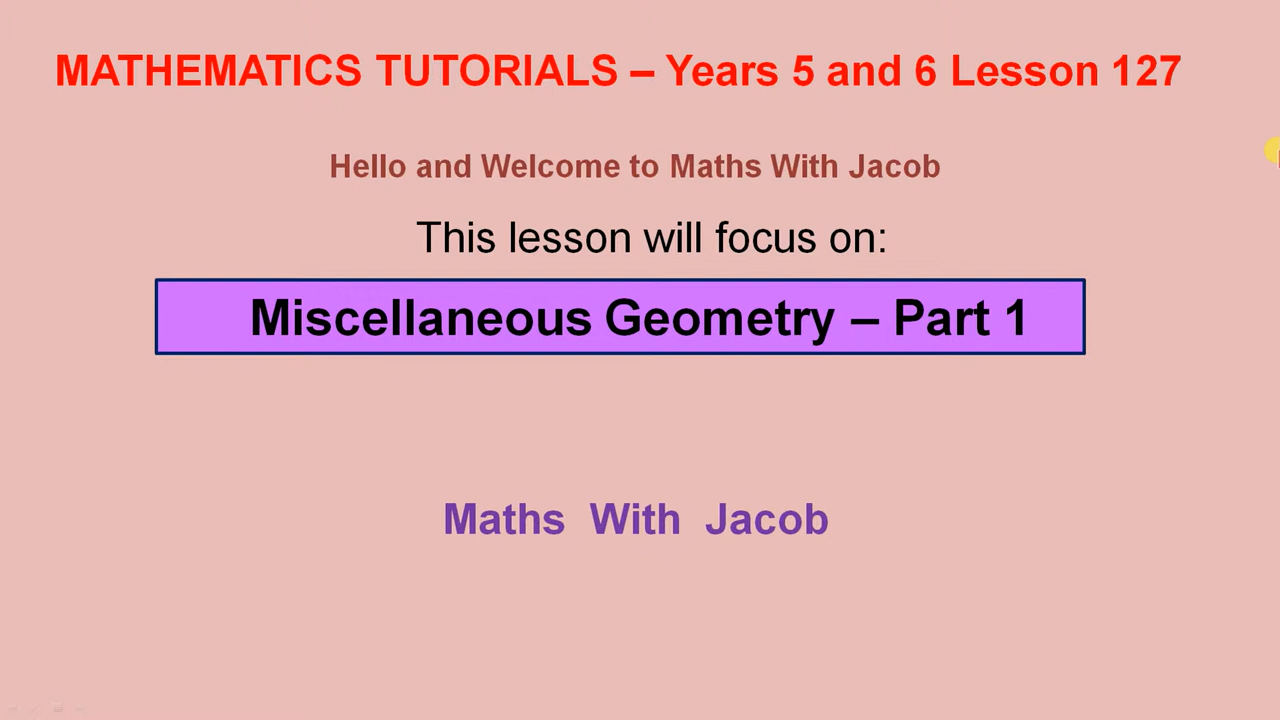 MATHEMATICS TUTORIALS – Years 5 and 6 Lesson 127
Hello and Welcome to Maths With Jacob
This lesson will focus on:
Miscellaneous Geometry – Part 1
Maths With Jacob